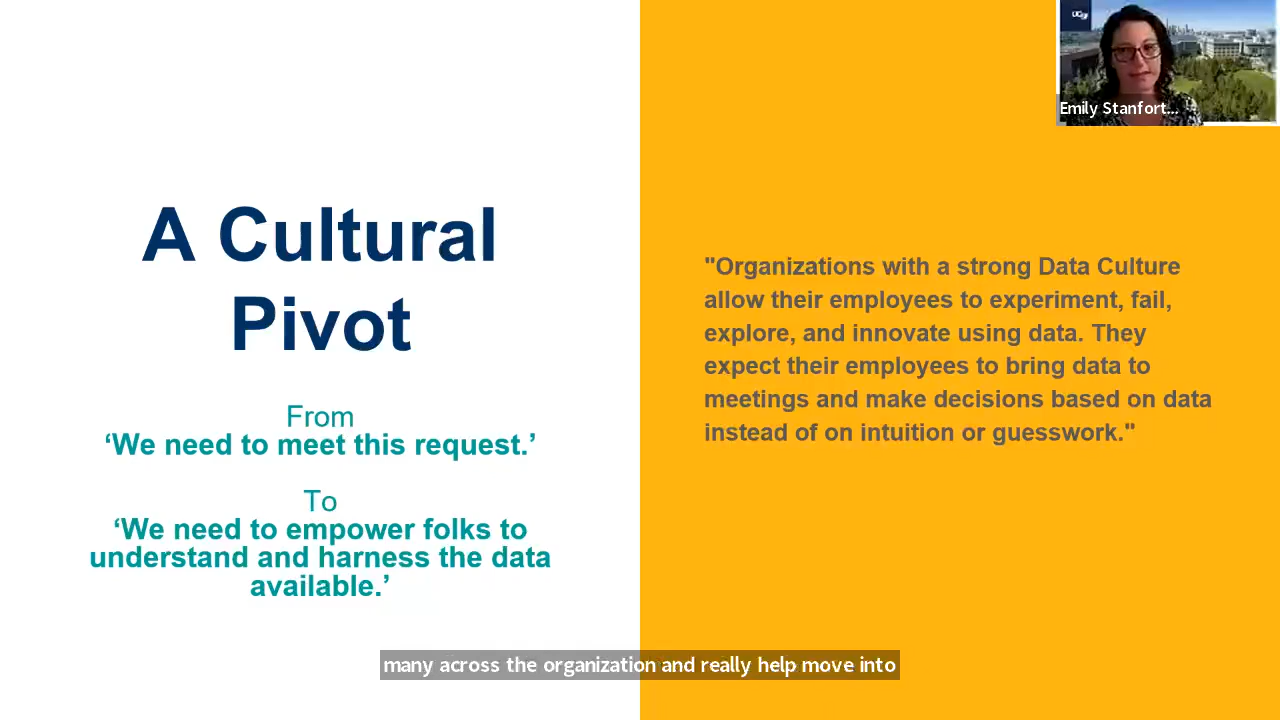 A Cultural
Pivot
From
‘We need to meet this request.’
To
‘We need to empower folks to
understand and harness the data
available.’
"Organizations with a strong Data Culture
allow their employees to experiment, fail,
explore, and innovate using data. They
expect their employees to bring data to
meetings and make decisions based on data
instead of on intuition or guesswork."
UCSF
Emily Stanfort...
many across the organization and really help move into